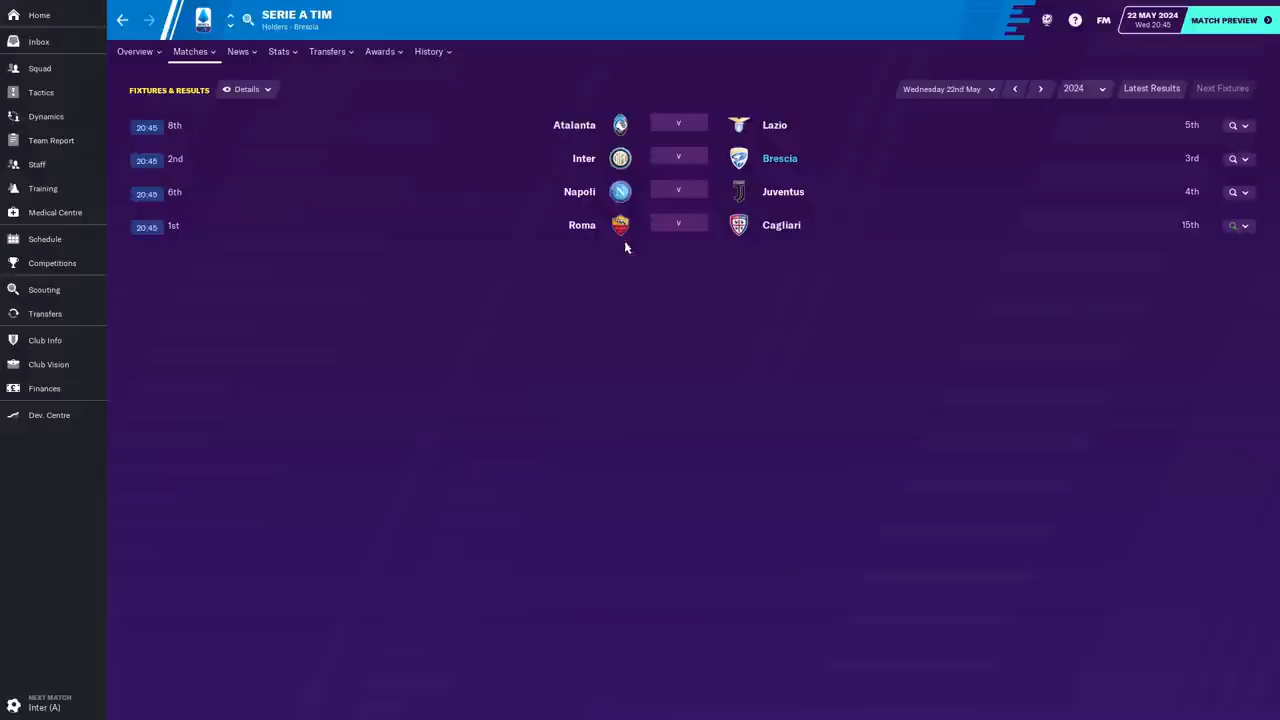 Home
Inbox
Squad
Tactics
Dynamics
Team Report
Staff
Training
Medical Centre
Schedule
Competitions
Scouting
Transfers
Club Info
Club Vision
Finances
Dev. Centre
NEXT MATCH
Inter (A)
SERIE A TIM
Holders - Brescia
FM
22 MAY 2024
Wed 20:45
MATCH PREVIEW
Overview Matches News Stats Transfers Awards History
FIXTURES & RESULTS Details Wednesday 22nd May 2024 Latest Results Next Fixtures
20:45 8th Atalanta v Lazio 5th
20:45 2nd Inter v Brescia 3rd
20:45 6th Napoli v Juventus 4th
20:45 1st Roma v Cagliari 15th